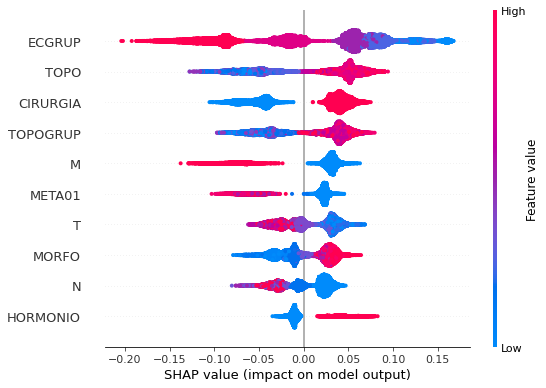 High
ECGRUP
TOPO
CIRURGIA
TOPOGRUP
M
META01
T
MORFO
N
HORMONIO
Feature value
Low
−0.20 −0.15 −0.10 −0.05 0.00 0.05 0.10 0.15
SHAP value (impact on model output)